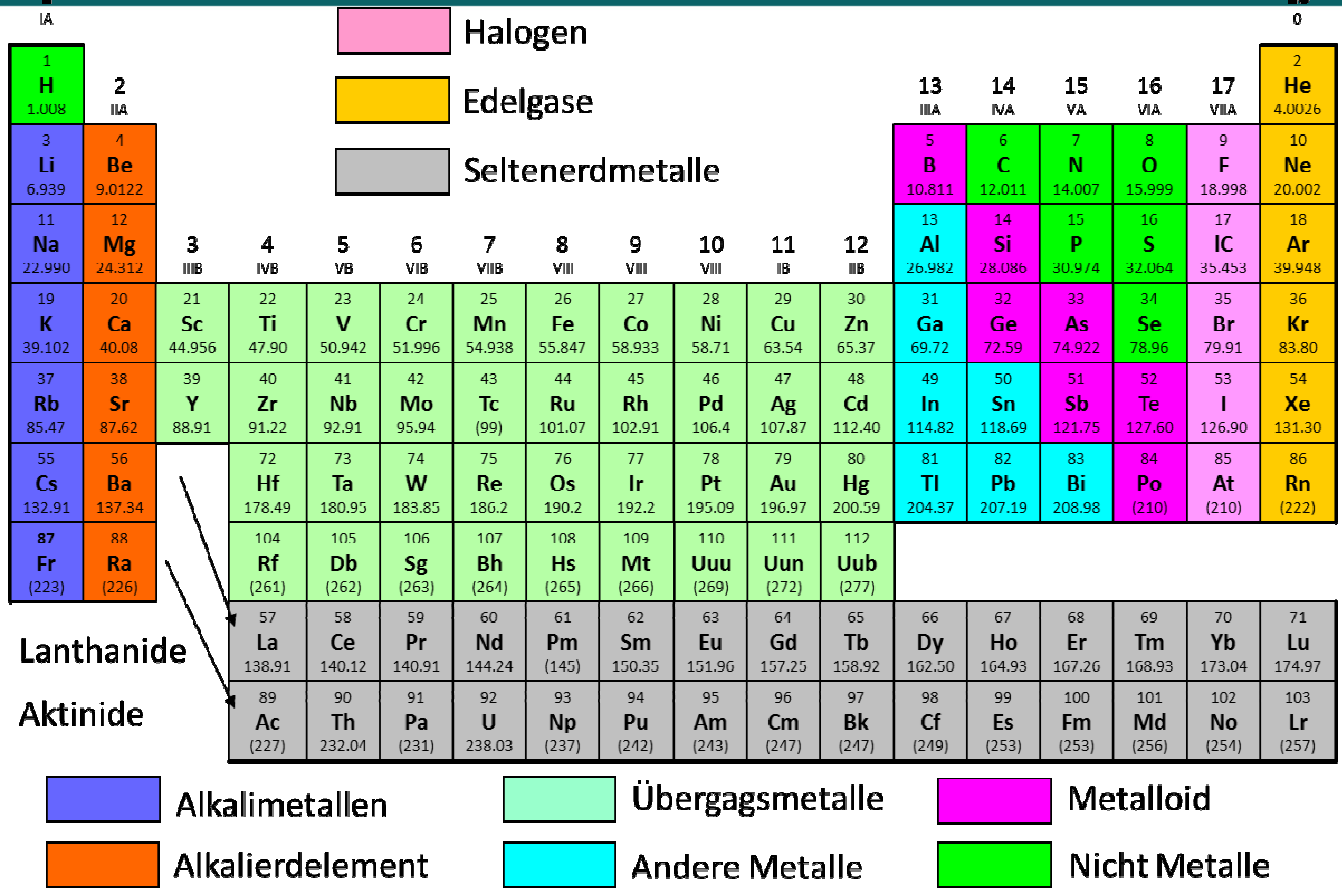 IA
0
Halogen
1
H
1.008
2
IIA
Edelgase
13
IIIA
14
IVA
15
VA
16
VIA
17
VIIA
2
He
4.0026
3
Li
6.939
4
Be
9.0122
Seltenerdmetalle
5
B
10.811
6
C
12.011
7
N
14.007
8
O
15.999
9
F
18.998
10
Ne
20.002
11
Na
22.990
12
Mg
24.312
3
IIIB
4
IVB
5
VB
6
VIB
7
VIIB
8
VIII
9
VIII
10
VIII
11
IB
12
IIB
13
Al
26.982
14
Si
28.086
15
P
30.974
16
S
32.064
17
lC
35.453
18
Ar
39.948
19
K
39.102
20
Ca
40.08
21
Sc
44.956
22
Ti
47.90
23
V
50.942
24
Cr
51.996
25
Mn
54.938
26
Fe
55.847
27
Co
58.933
28
Ni
58.71
29
Cu
63.54
30
Zn
65.37
31
Ga
69.72
32
Ge
72.59
33
As
74.922
34
Se
78.96
35
Br
79.91
36
Kr
83.80
37
Rb
85.47
38
Sr
87.62
39
Y
88.91
40
Zr
91.22
41
Nb
92.91
42
Mo
95.94
43
Tc
(99)
44
Ru
101.07
45
Rh
102.91
46
Pd
106.4
47
Ag
107.87
48
Cd
112.40
49
In
114.82
50
Sn
118.69
51
Sb
121.75
52
Te
127.60
53
I
126.90
54
Xe
131.30
55
Cs
132.91
56
Ba
137.34
72
Hf
178.49
73
Ta
180.95
74
W
183.85
75
Re
186.2
76
Os
190.2
77
Ir
192.2
78
Pt
195.09
79
Au
196.97
80
Hg
200.59
81
Tl
204.37
82
Pb
207.19
83
Bi
208.98
84
Po
(210)
85
At
(210)
86
Rn
(222)
87
Fr
(223)
88
Ra
(226)
104
Rf
(261)
105
Db
(262)
106
Sg
(263)
107
Bh
(264)
108
Hs
(265)
109
Mt
(266)
110
Uuu
(269)
111
Uun
(272)
112
Uub
(277)
Lanthanide
57
La
138.91
58
Ce
140.12
59
Pr
140.91
60
Nd
144.24
61
Pm
(145)
62
Sm
150.35
63
Eu
151.96
64
Gd
157.25
65
Tb
158.92
66
Dy
162.50
67
Ho
164.93
68
Er
167.26
69
Tm
168.93
70
Yb
173.04
71
Lu
174.97
Aktinide
89
Ac
(227)
90
Th
232.04
91
Pa
(231)
92
U
238.03
93
Np
(237)
94
Pu
(242)
95
Am
(243)
96
Cm
(247)
97
Bk
(247)
98
Cf
(249)
99
Es
(253)
100
Fm
(253)
101
Md
(256)
102
No
(254)
103
Lr
(257)
Alkalimetallen
Übergagsmetalle
Metalloid
Alkalierdelement
Andere Metalle
Nicht Metalle